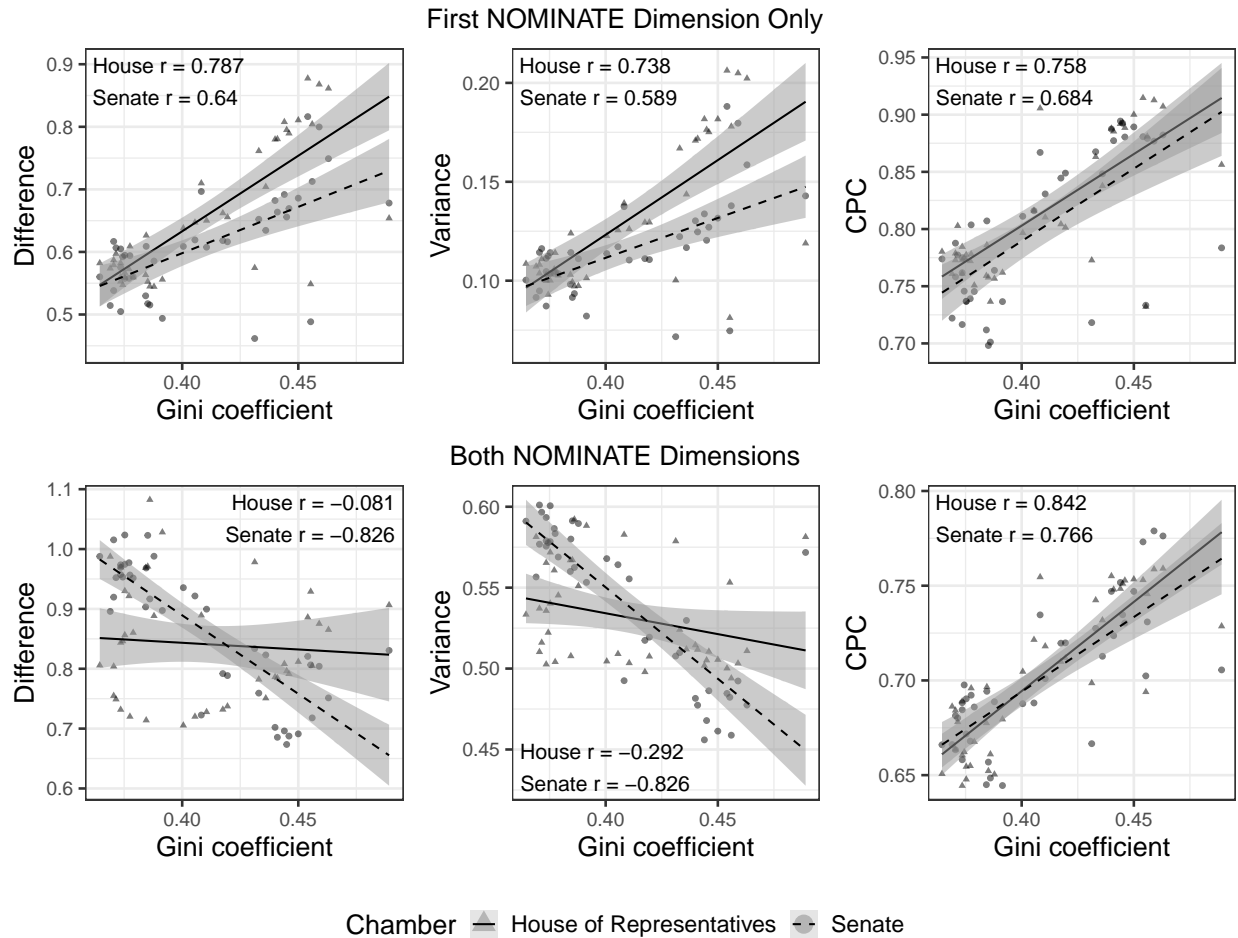 First NOMINATE Dimension Only
House r = 0.787
Senate r = 0.64
0.9
0.8
0.7
0.6
0.5
Difference
0.40
0.45
Gini coefficient
House r = 0.738
Senate r = 0.589
0.20
0.15
0.10
Variance
0.40
0.45
Gini coefficient
House r = 0.758
Senate r = 0.684
0.95
0.90
0.85
0.80
0.75
0.70
CPC
0.40
0.45
Gini coefficient
Both NOMINATE Dimensions
House r = −0.081
Senate r = −0.826
1.1
1.0
0.9
0.8
0.7
0.6
Difference
0.40
0.45
Gini coefficient
0.60
0.55
0.50
0.45
Variance
House r = −0.292
Senate r = −0.826
0.40
0.45
Gini coefficient
House r = 0.842
Senate r = 0.766
0.80
0.75
0.70
0.65
CPC
0.40
0.45
Gini coefficient
Chamber House of Representatives Senate